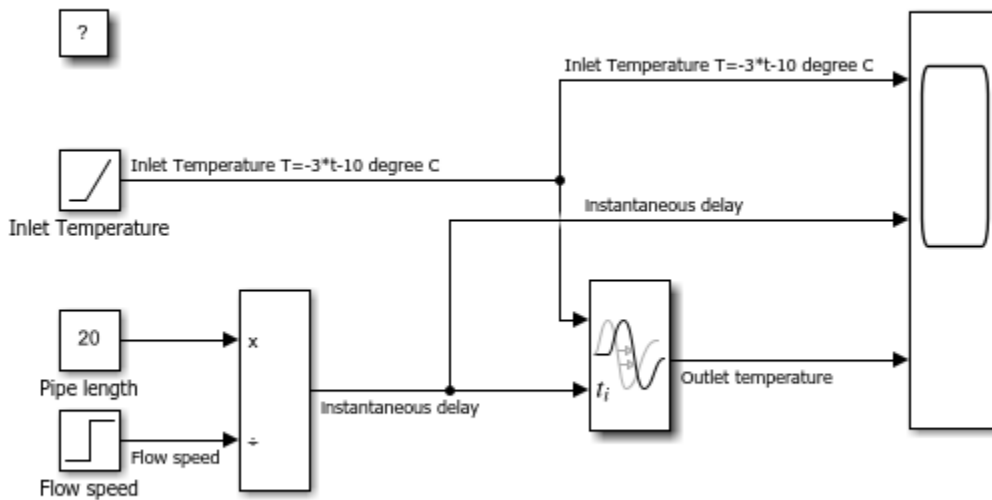 ?
Inlet Temperature T=-3*t-10 degree C
Inlet Temperature T=-3*t-10 degree C
Inlet Temperature
Instantaneous delay
20
x
Pipe length
t_i
Outlet temperature
Instantaneous delay
÷
Flow speed
Flow speed